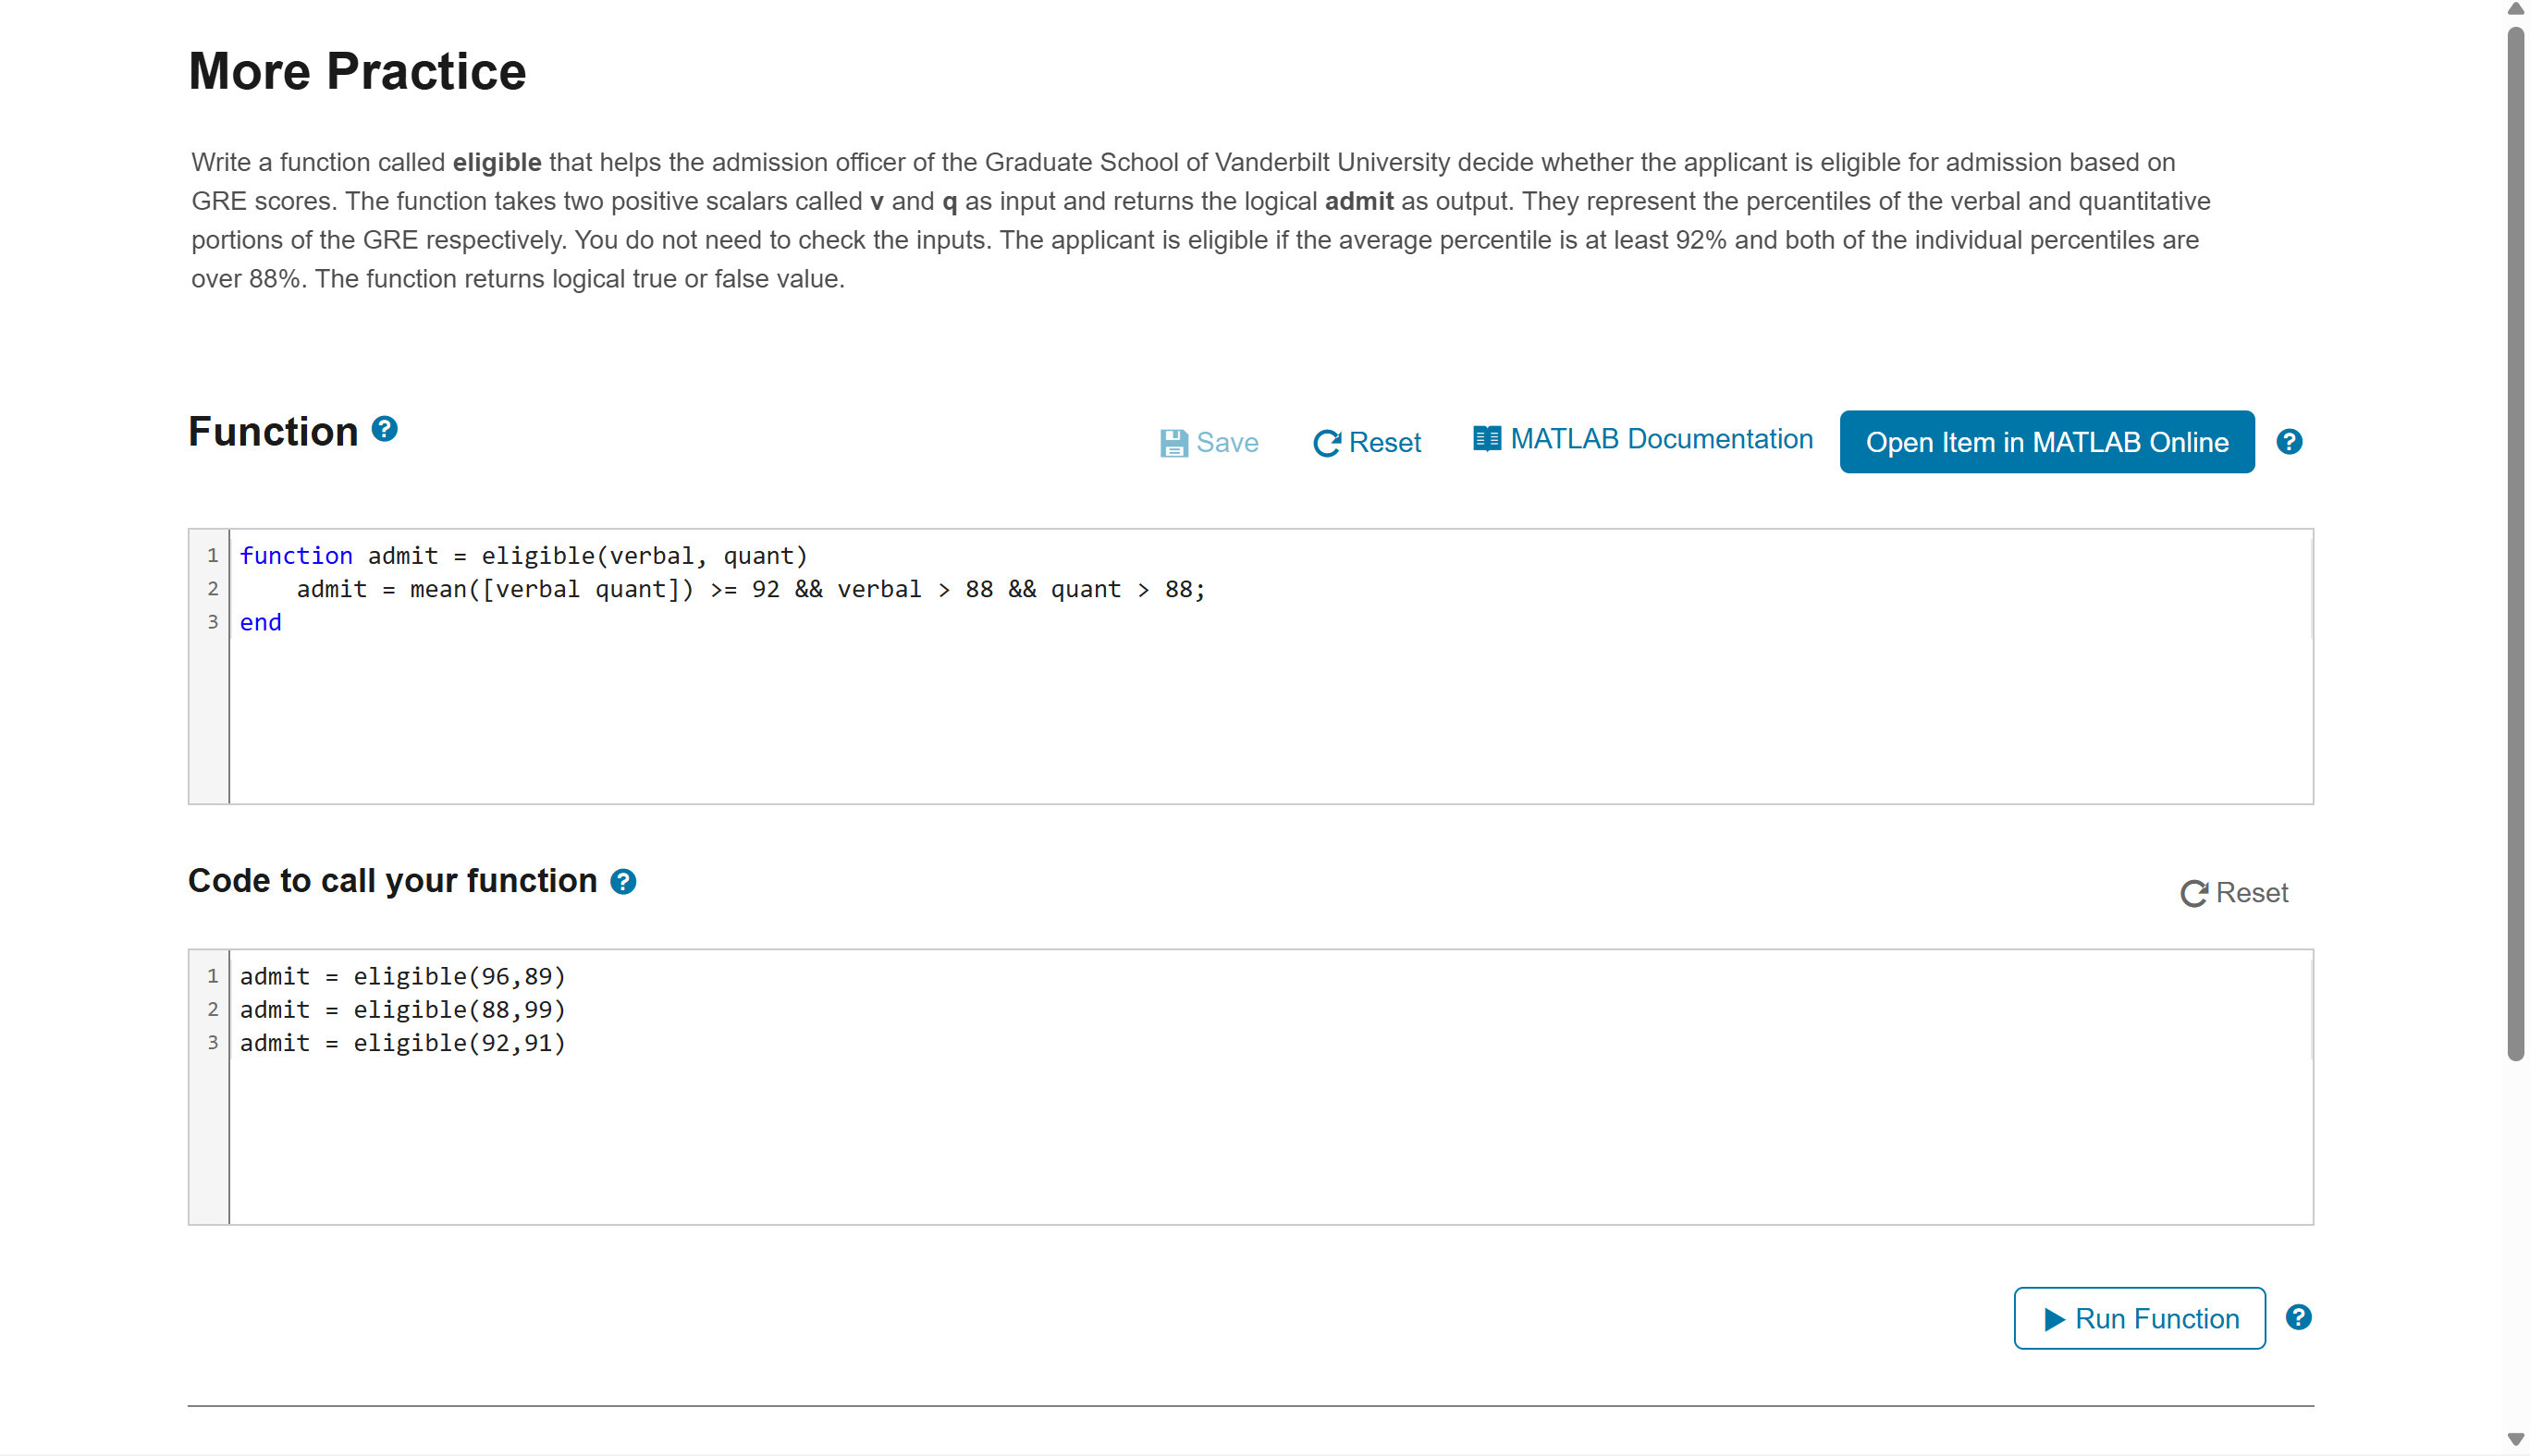 More Practice
Write a function called eligible that helps the admission officer of the Graduate School of Vanderbilt University decide whether the applicant is eligible for admission based on
GRE scores. The function takes two positive scalars called v and q as input and returns the logical admit as output. They represent the percentiles of the verbal and quantitative
portions of the GRE respectively. You do not need to check the inputs. The applicant is eligible if the average percentile is at least 92% and both of the individual percentiles are
over 88%. The function returns logical true or false value.
Function ?
Save Reset MATLAB Documentation Open Item in MATLAB Online ?
1 function admit = eligible(verbal, quant)
2 admit = mean([verbal quant]) >= 92 && verbal > 88 && quant > 88;
3 end
Code to call your function ?
Reset
1 admit = eligible(96,89)
2 admit = eligible(88,99)
3 admit = eligible(92,91)
Run Function ?